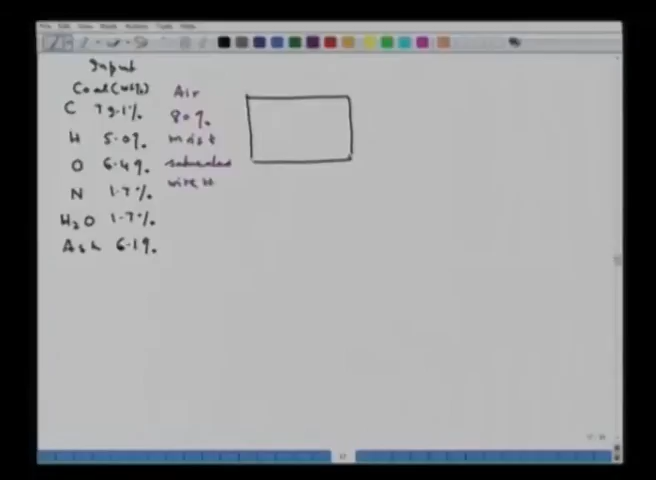 Input
Coal (wt%)
C 79.1%
H 5.0%
O 6.4%
N 1.7%
H2O 1.7%
Ash 6.1%
Air
80%
moist
saturated
with H